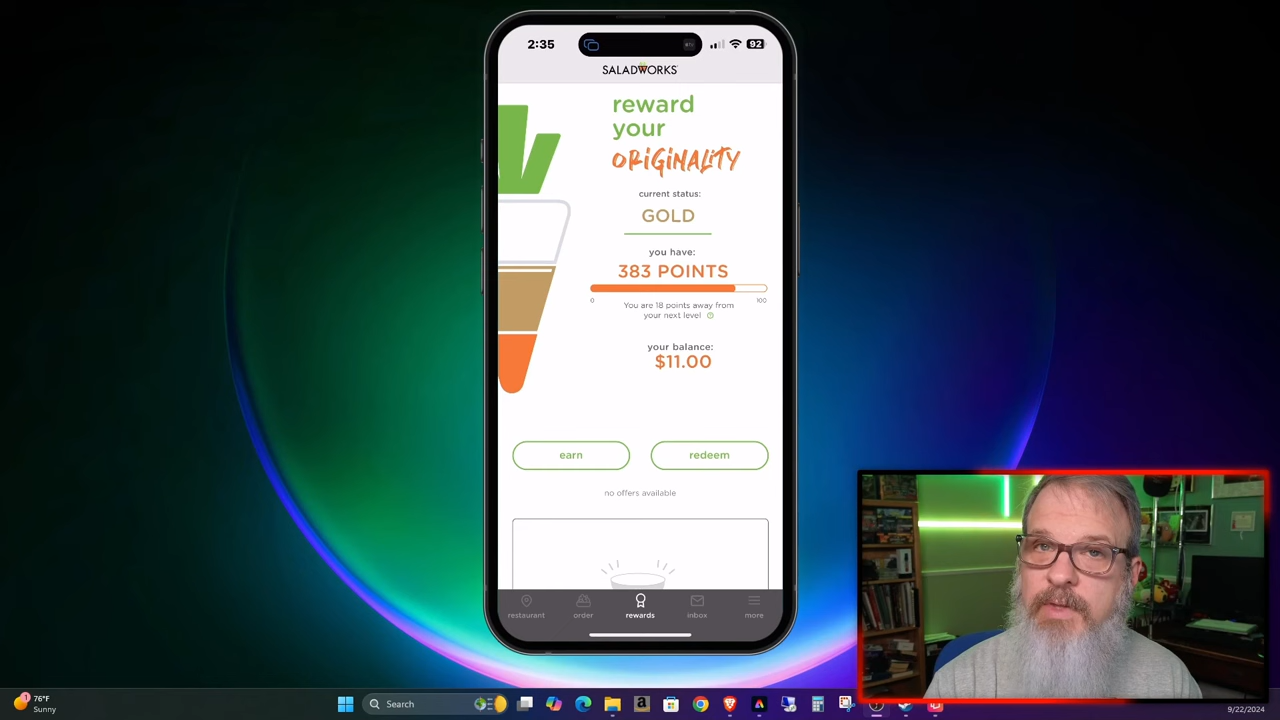 2:35
92
SALADWORKS
reward
your
ORIGINALITY
current status:
GOLD
you have:
383 POINTS
0
100
You are 18 points away from
your next level
your balance:
$11.00
earn
redeem
no offers available
restaurant
order
rewards
inbox
more
1
76°F
Sunny
Search
a
9/22/2024